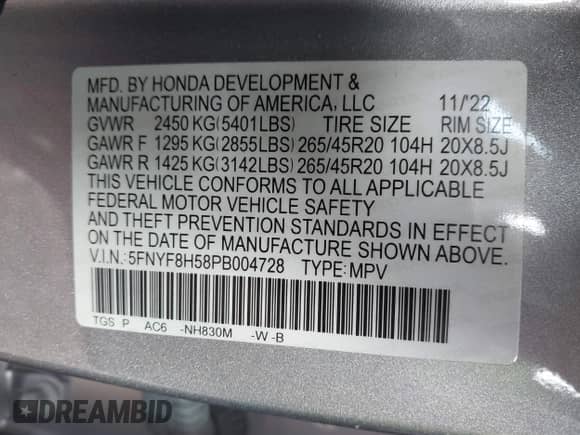 MFD. BY HONDA DEVELOPMENT &
MANUFACTURING OF AMERICA, LLC 11/'22
GVWR 2450 KG(5401LBS) TIRE SIZE RIM SIZE
GAWR F 1295 KG(2855LBS) 265/45R20 104H 20X8.5J
GAWR R 1425 KG(3142LBS) 265/45R20 104H 20X8.5J
THIS VEHICLE CONFORMS TO ALL APPLICABLE
FEDERAL MOTOR VEHICLE SAFETY
AND THEFT PREVENTION STANDARDS IN EFFECT
ON THE DATE OF MANUFACTURE SHOWN ABOVE.
V.I.N.: 5FNYF8H58PB004728 TYPE: MPV
TGS P AC6 -NH830M -W -B
DREAMBID